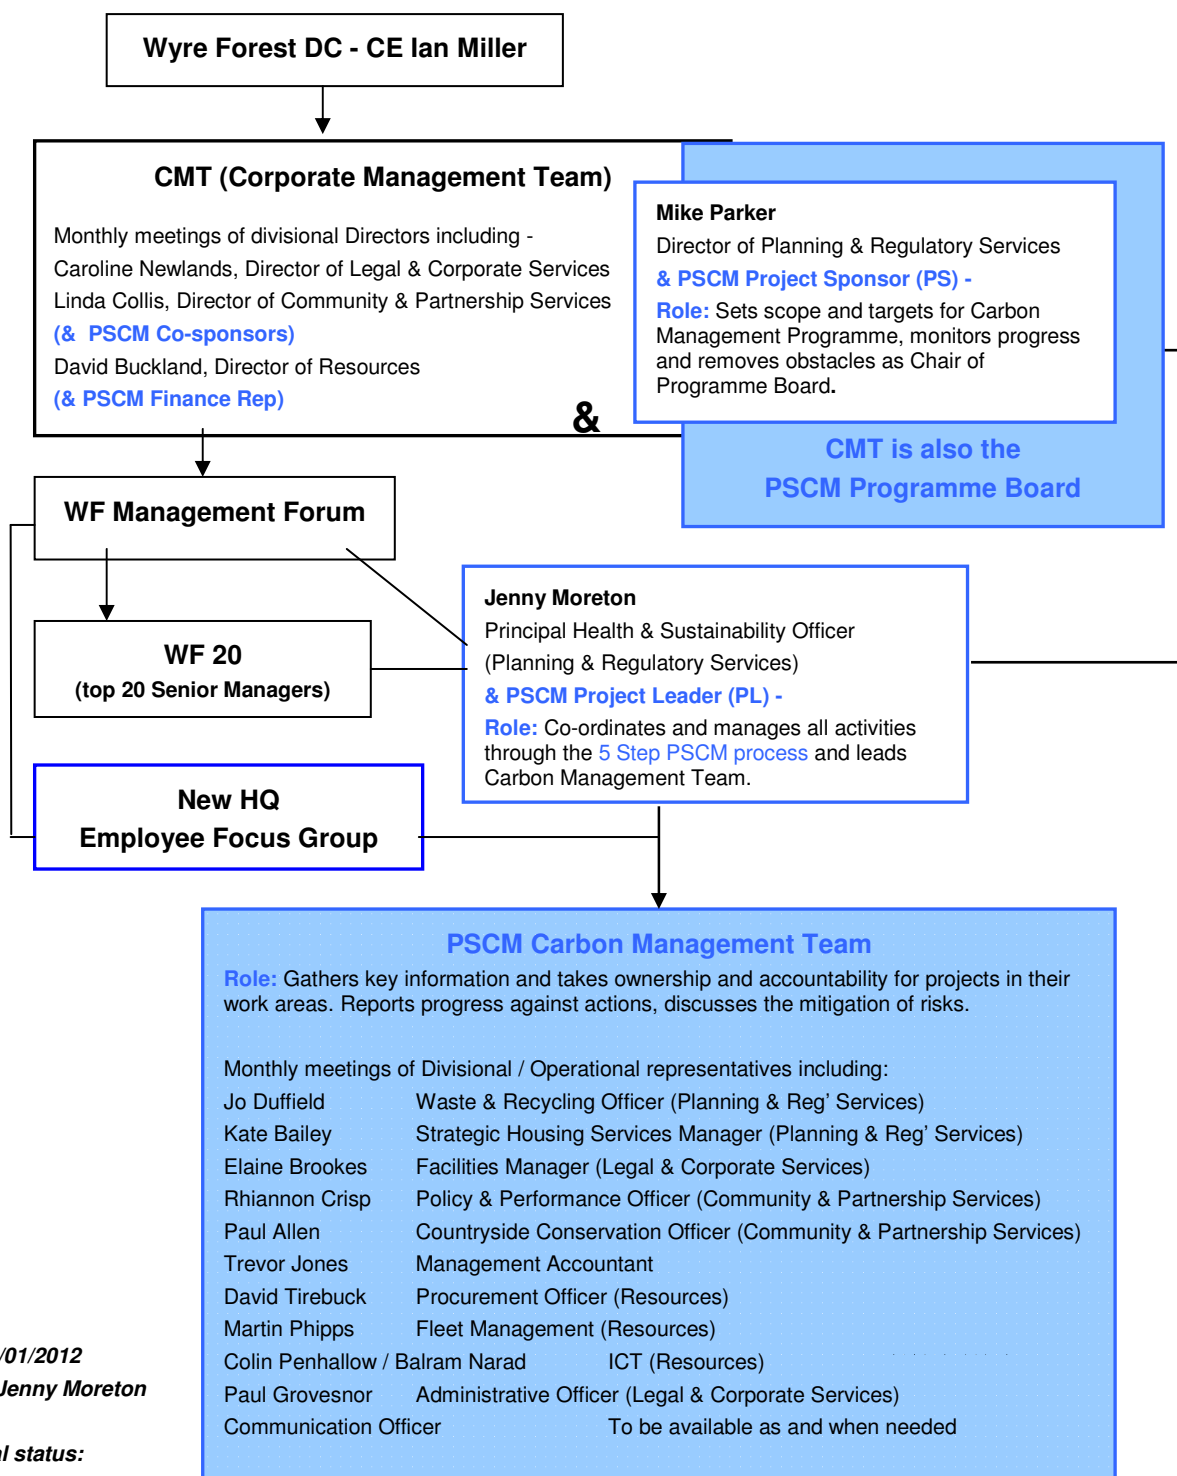 Wyre Forest DC - CE Ian Miller
CMT (Corporate Management Team)
Monthly meetings of divisional Directors including -
Caroline Newlands, Director of Legal & Corporate Services
Linda Collis, Director of Community & Partnership Services
(& PSCM Co-sponsors)
David Buckland, Director of Resources
(& PSCM Finance Rep)
&
Mike Parker
Director of Planning & Regulatory Services
& PSCM Project Sponsor (PS) -
Role: Sets scope and targets for Carbon
Management Programme, monitors progress
and removes obstacles as Chair of
Programme Board.
CMT is also the
PSCM Programme Board
WF Management Forum
WF 20
(top 20 Senior Managers)
Jenny Moreton
Principal Health & Sustainability Officer
(Planning & Regulatory Services)
& PSCM Project Leader (PL) -
Role: Co-ordinates and manages all activities
through the 5 Step PSCM process and leads
Carbon Management Team.
New HQ
Employee Focus Group
PSCM Carbon Management Team
Role: Gathers key information and takes ownership and accountability for projects in their
work areas. Reports progress against actions, discusses the mitigation of risks.
Monthly meetings of Divisional / Operational representatives including:
Jo Duffield Waste & Recycling Officer (Planning & Reg’ Services)
Kate Bailey Strategic Housing Services Manager (Planning & Reg’ Services)
Elaine Brookes Facilities Manager (Legal & Corporate Services)
Rhiannon Crisp Policy & Performance Officer (Community & Partnership Services)
Paul Allen Countryside Conservation Officer (Community & Partnership Services)
Trevor Jones Management Accountant
David Tirebuck Procurement Officer (Resources)
Martin Phipps Fleet Management (Resources)
Colin Penhallow / Balram Narad ICT (Resources)
Paul Grovesnor Administrative Officer (Legal & Corporate Services)
Communication Officer To be available as and when needed
/01/2012
Jenny Moreton
l status: